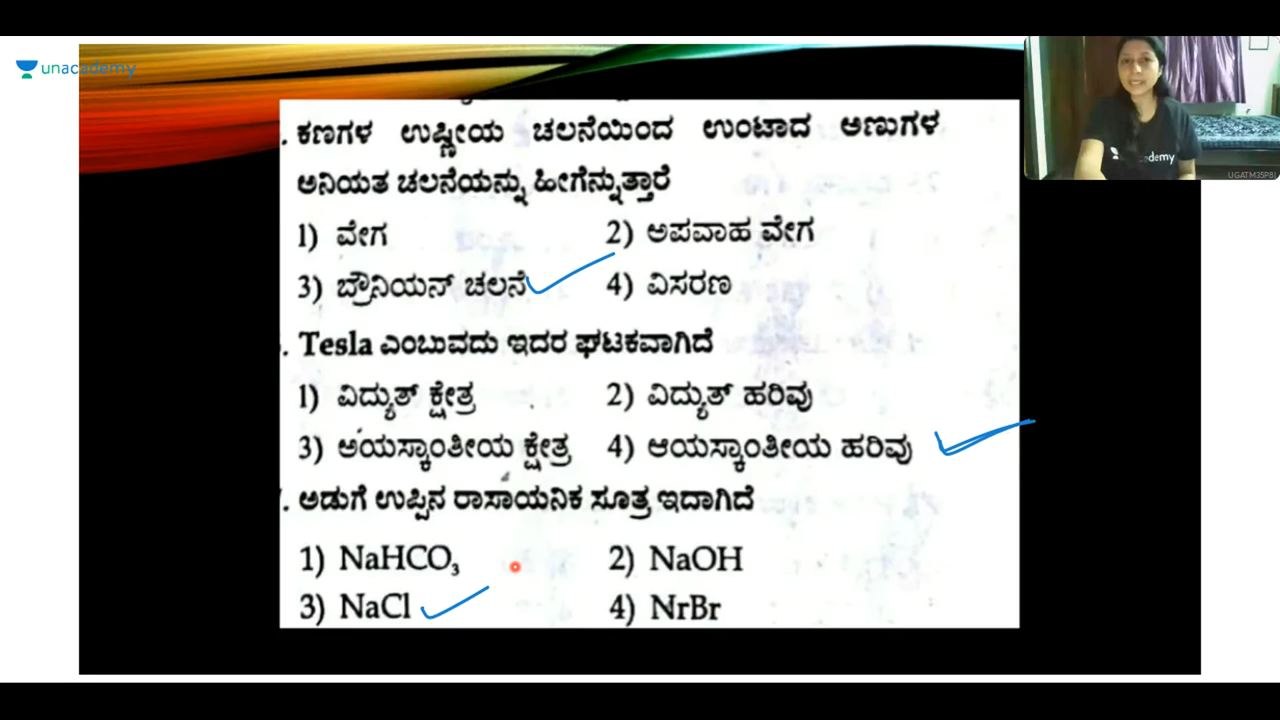 unacademy
. ಕಣಗಳ ಉಷ್ಣೀಯ ಚಲನೆಯಿಂದ ಉಂಟಾದ ಅಣುಗಳ
ಅನಿಯತ ಚಲನೆಯನ್ನು ಹೀಗೆನ್ನುತ್ತಾರೆ
1) ವೇಗ 2) ಅಪವಾಹ ವೇಗ
3) ಬ್ರೌನಿಯನ್ ಚಲನೆ 4) ವಿಸರಣ
. Tesla ಎಂಬುವದು ಇದರ ಘಟಕವಾಗಿದೆ
1) ವಿದ್ಯುತ್ ಕ್ಷೇತ್ರ 2) ವಿದ್ಯುತ್ ಹರಿವು
3) ಅಯಸ್ಕಾಂತೀಯ ಕ್ಷೇತ್ರ 4) ಆಯಸ್ಕಾಂತೀಯ ಹರಿವು
. ಅಡುಗೆ ಉಪ್ಪಿನ ರಾಸಾಯನಿಕ ಸೂತ್ರ ಇದಾಗಿದೆ
1) NaHCO₃ 2) NaOH
3) NaCl 4) NrBr
UGATM3SP8J